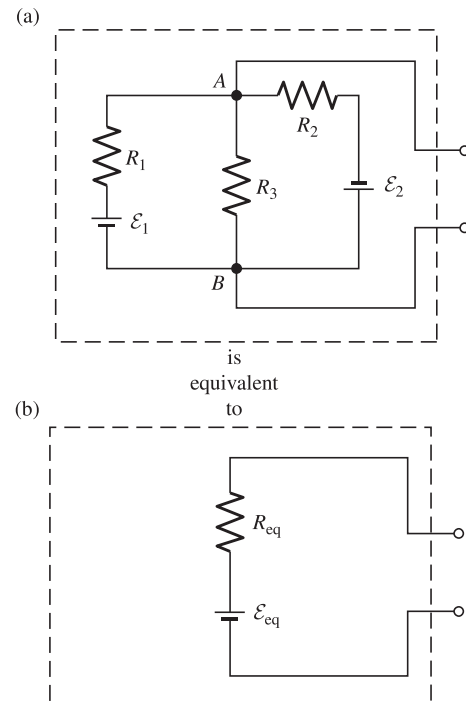 (a)
A
R₂
R₁
R₃
ℰ₂
ℰ₁
B
is
equivalent
to
(b)
Rₑq
ℰₑq